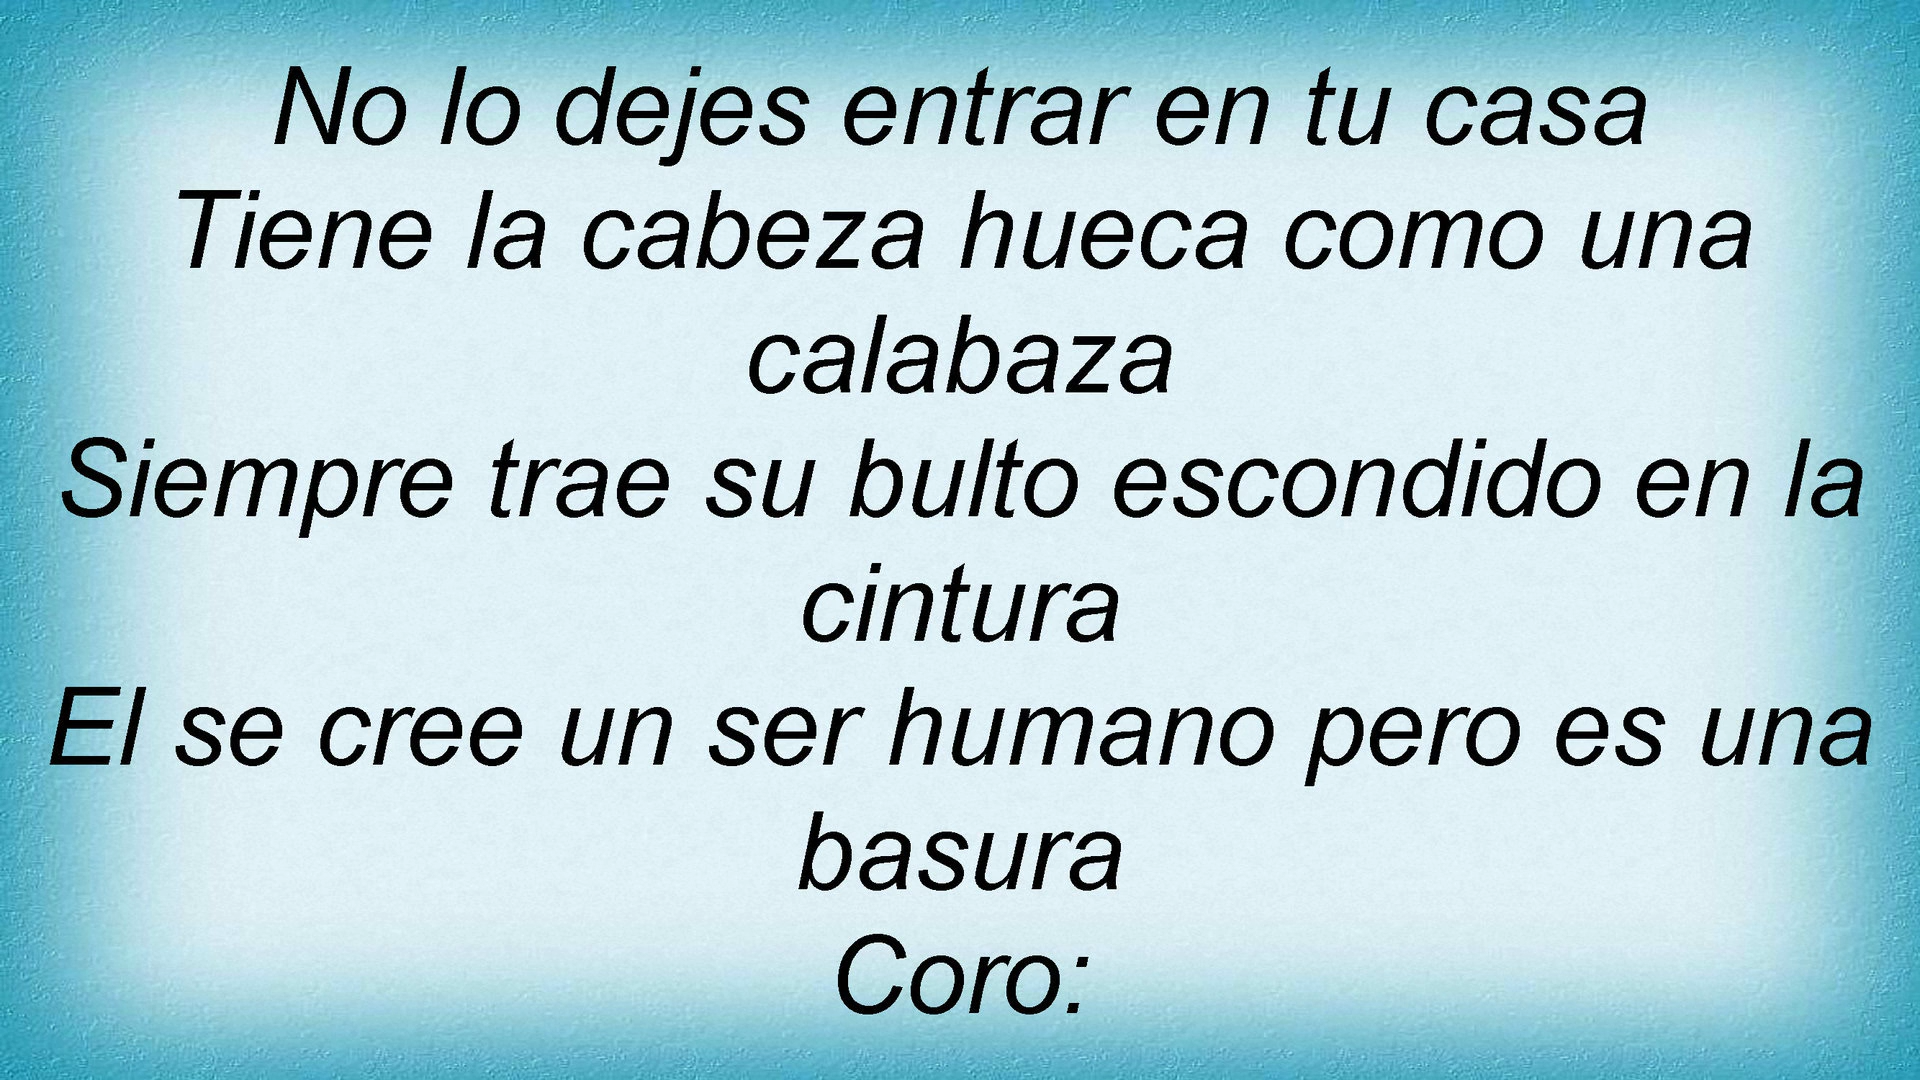 No lo dejes entrar en tu casa
Tiene la cabeza hueca como una
calabaza
Siempre trae su bulto escondido en la
cintura
El se cree un ser humano pero es una
basura
Coro: